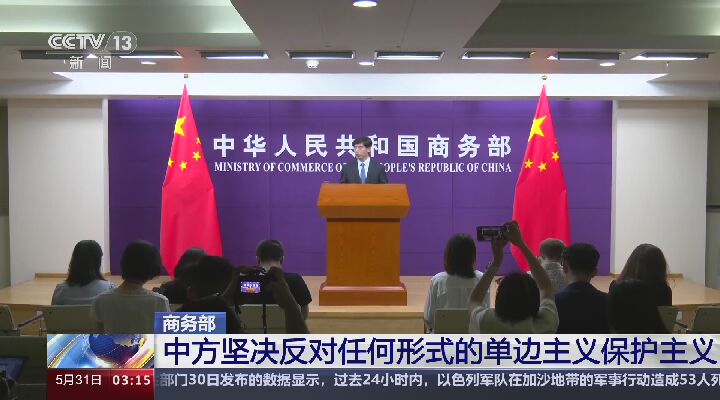 CCTV 13
新闻
中华人民共和国商务部
MINISTRY OF COMMERCE OF PEOPLE'S REPUBLIC OF CHINA
商务部
中方坚决反对任何形式的单边主义保护主义
5月31日 03:15 部门30日发布的数据显示，过去24小时内，以色列军队在加沙地带的军事行动造成53人死